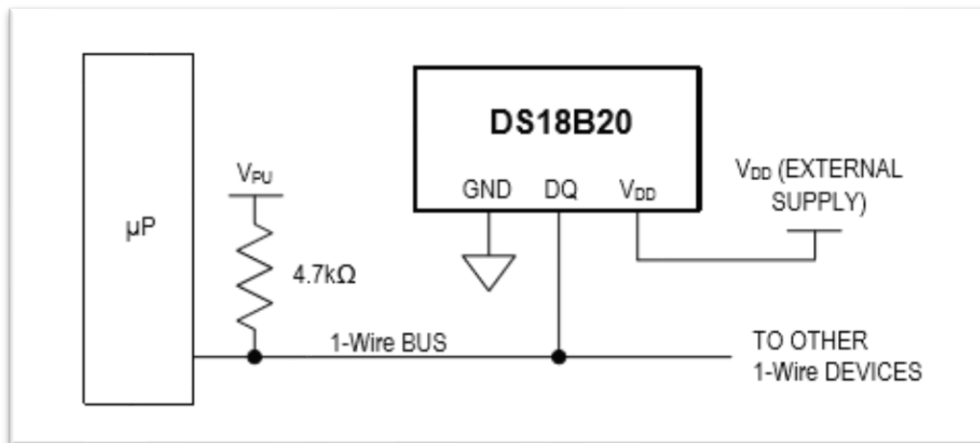 DS18B20
GND DQ VDD
VDD (EXTERNAL
SUPPLY)
VPU
µP
4.7kΩ
1-Wire BUS
TO OTHER
1-Wire DEVICES